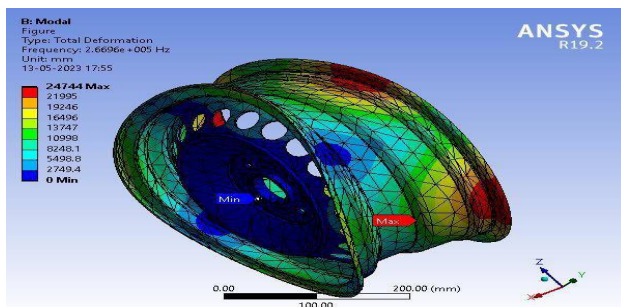 B: Modal
Figure
Type: Total Deformation
Frequency: 2.6696e+005 Hz
Unit: mm
13-05-2023 17:55
24744 Max
21995
19246
16496
13747
10998
8248.1
5498.8
2749.4
0 Min
ANSYS
R19.2
Min
Max
0.00
200.00 (mm)
100.00
Z
Y
X